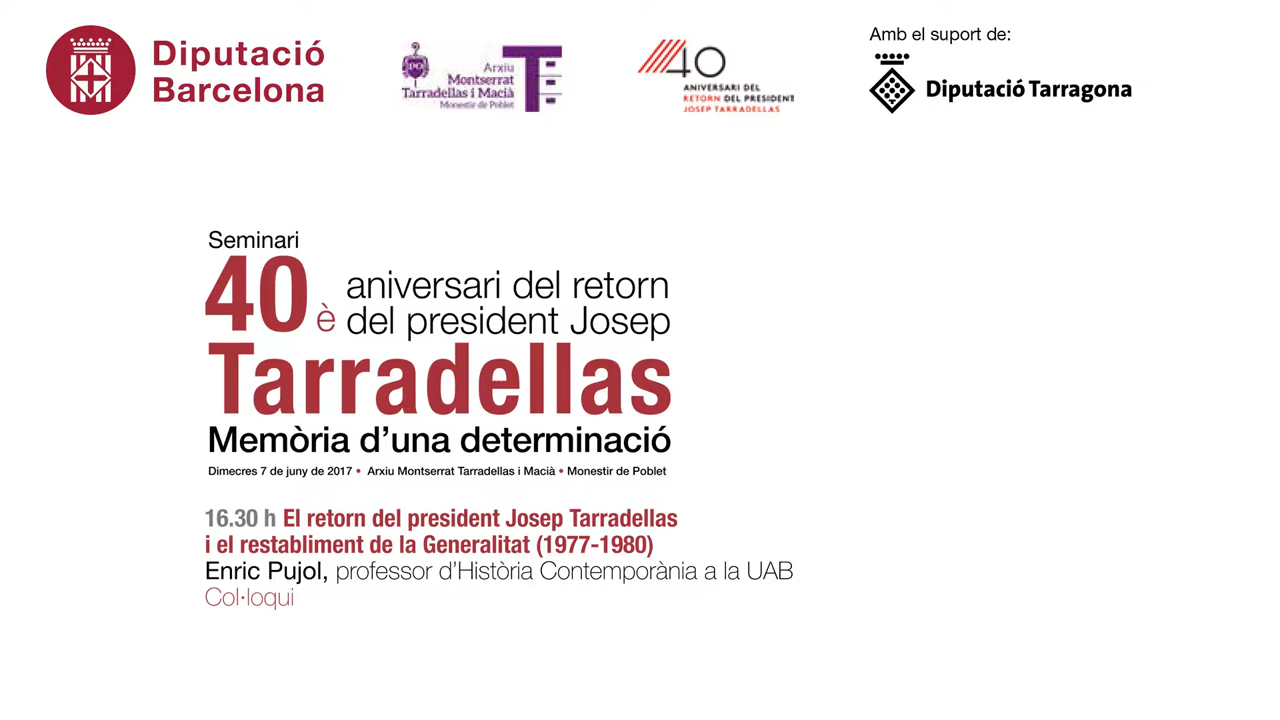 Diputació
Barcelona
Arxiu
Montserrat
Tarradellas i Macià
Monestir de Poblet
40
ANIVERSARI DEL
RETORN DEL PRESIDENT
JOSEP TARRADELLAS
Amb el suport de:
Diputació Tarragona
Seminari
40è aniversari del retorn
del president Josep
Tarradellas
Memòria d’una determinació
Dimecres 7 de juny de 2017 • Arxiu Montserrat Tarradellas i Macià • Monestir de Poblet
16.30 h El retorn del president Josep Tarradellas
i el restabliment de la Generalitat (1977-1980)
Enric Pujol, professor d’Història Contemporània a la UAB
Col·loqui